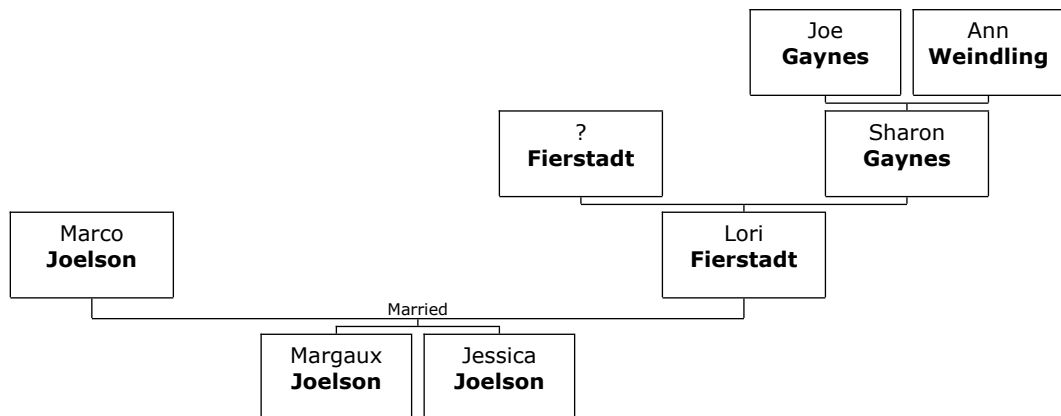 Joe
Gaynes
Ann
Weindling
?
Fierstadt
Sharon
Gaynes
Marco
Joelson
Lori
Fierstadt
Married
Margaux
Joelson
Jessica
Joelson